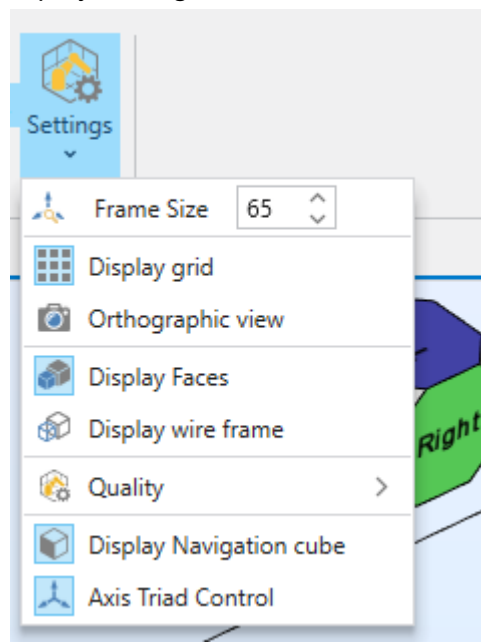 Settings
Frame Size 65
Display grid
Orthographic view
Display Faces
Display wire frame
Quality
Display Navigation cube
Axis Triad Control
Right